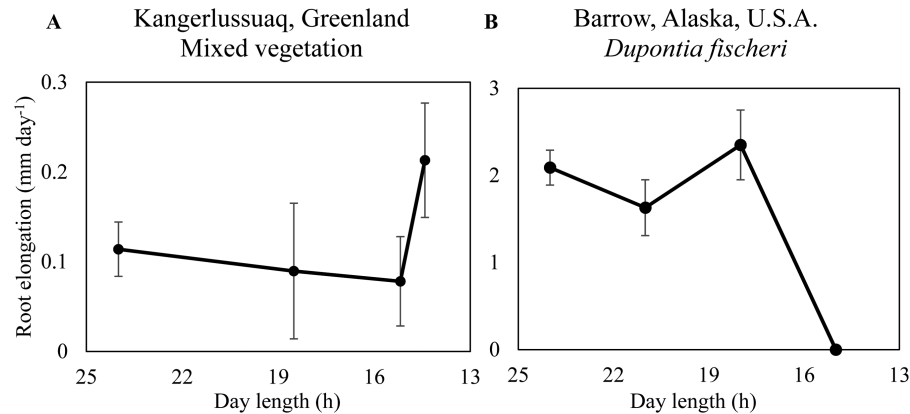 A
Kangerlussuaq, Greenland
Mixed vegetation
Root elongation (mm day-1)
0.3
0.2
0.1
0
25 22 19 16 13
Day length (h)
B
Barrow, Alaska, U.S.A.
Dupontia fischeri
3
2
1
0
25 22 19 16 13
Day length (h)